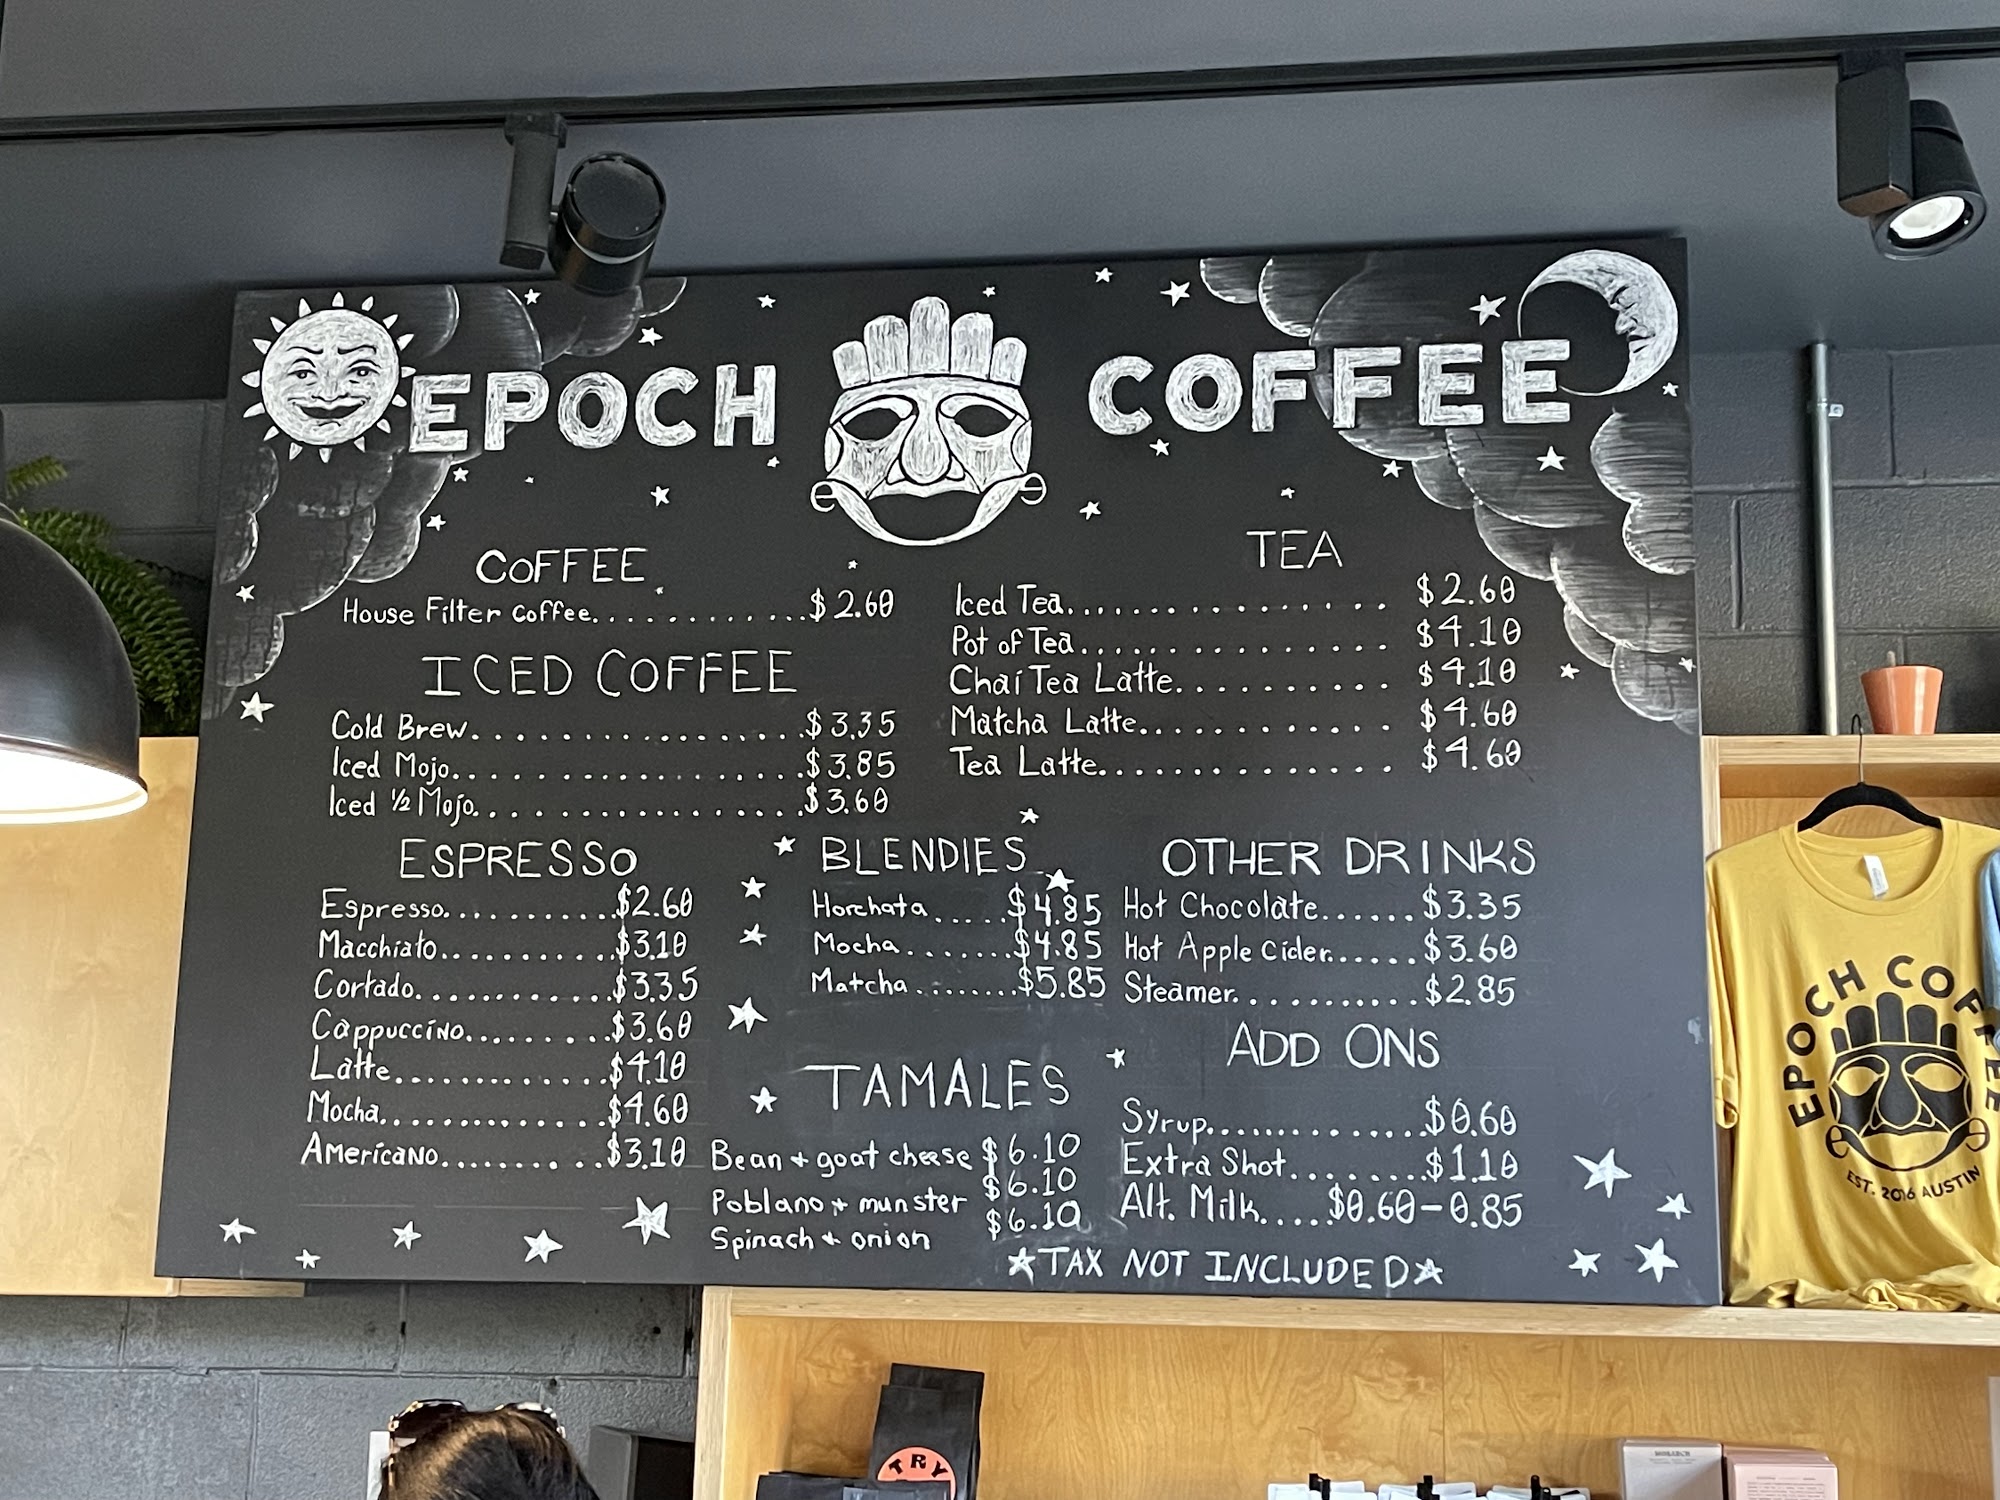 EPOCH COFFEE
COFFEE
House Filter Coffee............$2.60
ICED COFFEE
Cold Brew.................$3.35
Iced Mojo...................$3.85
Iced ½ Mojo.................$3.60
ESPRESSO
Espresso...........$2.60
Macchiato...........$3.10
Cortado............$3.35
Cappuccino.........$3.60
Latte.............$4.10
Mocha.............$4.60
Americano...........$3.10
TEA
Iced Tea................ $2.60
Pot of Tea............... $4.10
Chai Tea Latte.......... $4.10
Matcha Latte........... $4.60
Tea Latte............. $4.60
BLENDIES
Horchata.....$4.85
Mocha.......$4.85
Matcha........$5.85
TAMALES
Bean + goat cheese $6.10
Poblano + munster $6.10
Spinach + onion $6.10
OTHER DRINKS
Hot Chocolate......$3.35
Hot Apple Cider......$3.60
Steamer..........$2.85
ADD ONS
Syrup..............$0.60
Extra Shot.........$1.10
Alt. Milk.....$0.60-0.85
TAX NOT INCLUDED
EPOCH COFFEE
EST. 2006 AUSTIN
TRY